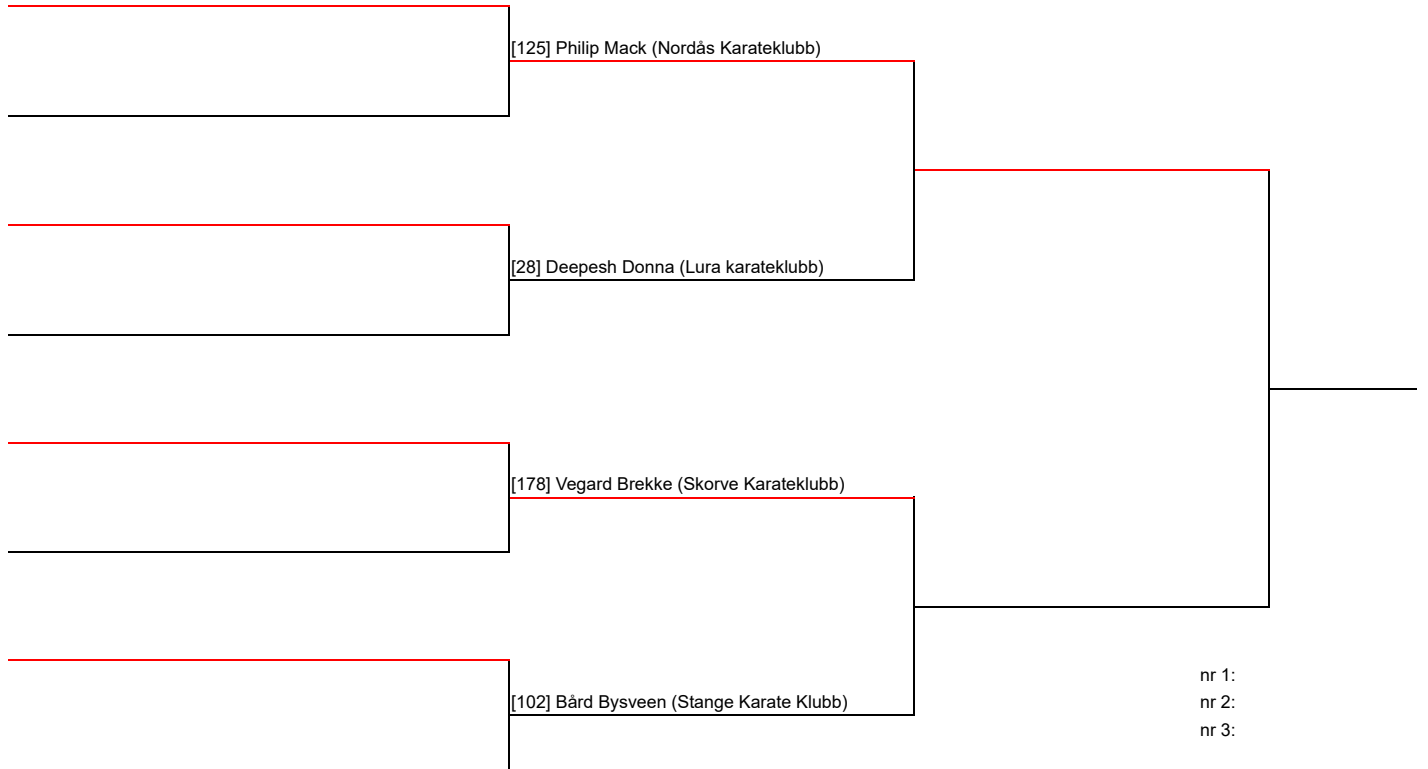 [125] Philip Mack (Nordås Karateklubb)
[28] Deepesh Donna (Lura karateklubb)
[178] Vegard Brekke (Skorve Karateklubb)
[102] Bård Bysveen (Stange Karate Klubb)
nr 1:
nr 2:
nr 3: